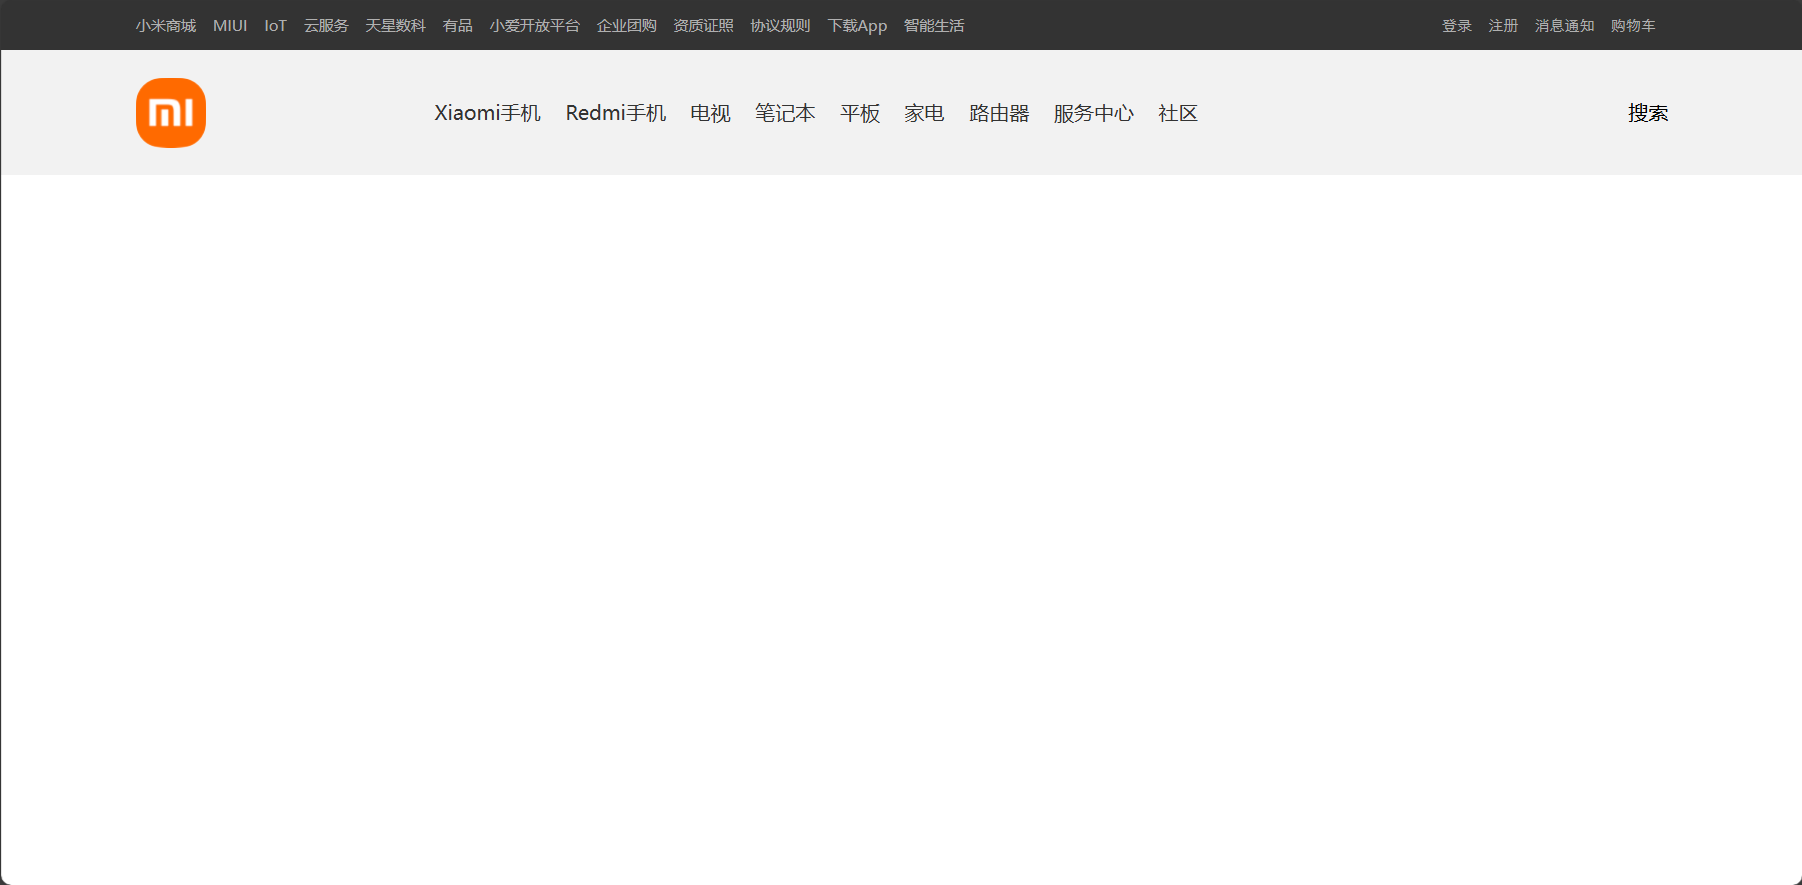 小米商城 MIUI IoT 云服务 天星数科 有品 小爱开放平台 企业团购 资质证照 协议规则 下载App 智能生活 登录 注册 消息通知 购物车
mi Xiaomi手机 Redmi手机 电视 笔记本 平板 家电 路由器 服务中心 社区 搜索